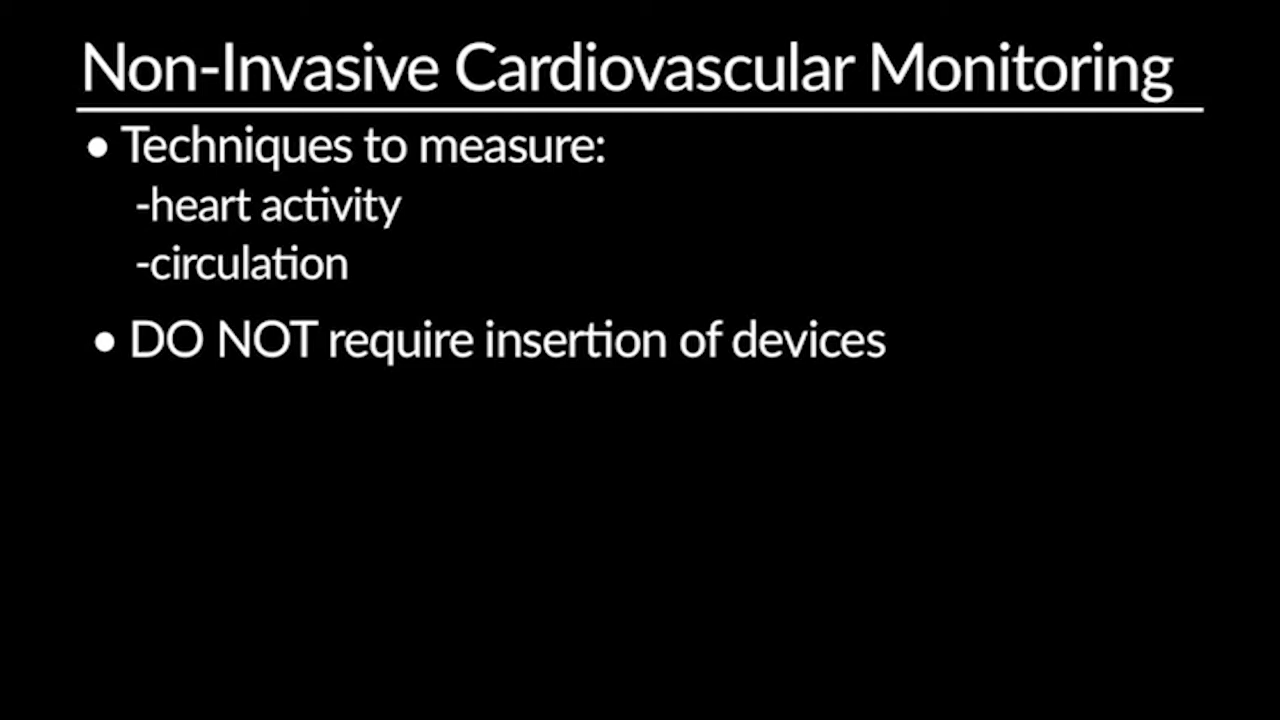 Non-Invasive Cardiovascular Monitoring
• Techniques to measure:
-heart activity
-circulation
• DO NOT require insertion of devices